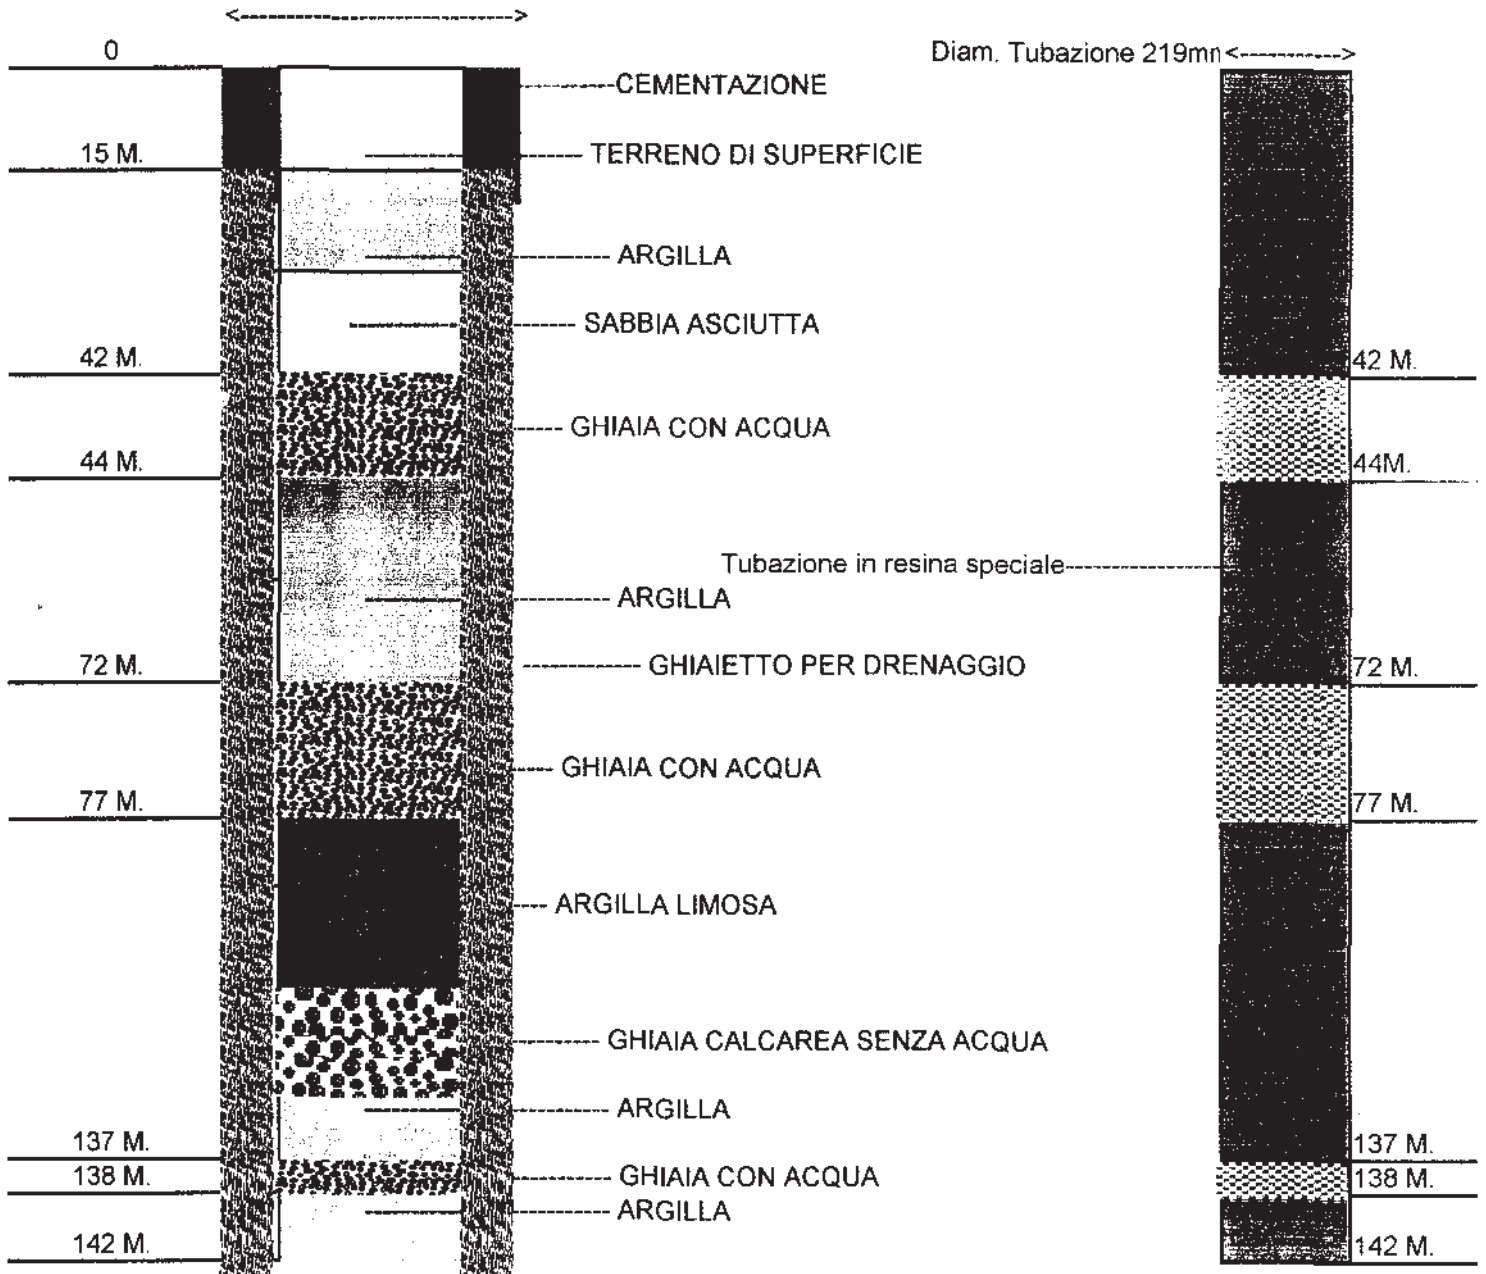 0
Diam. Tubazione 219mm
CEMENTAZIONE
15 M.
TERRENO DI SUPERFICIE
ARGILLA
SABBIA ASCIUTTA
42 M.
42 M.
GHIAIA CON ACQUA
44 M.
44M.
Tubazione in resina speciale
ARGILLA
72 M.
GHIAIETTO PER DRENAGGIO
72 M.
GHIAIA CON ACQUA
77 M.
77 M.
ARGILLA LIMOSA
GHIAIA CALCAREA SENZA ACQUA
ARGILLA
137 M.
137 M.
138 M.
GHIAIA CON ACQUA
138 M.
ARGILLA
142 M.
142 M.